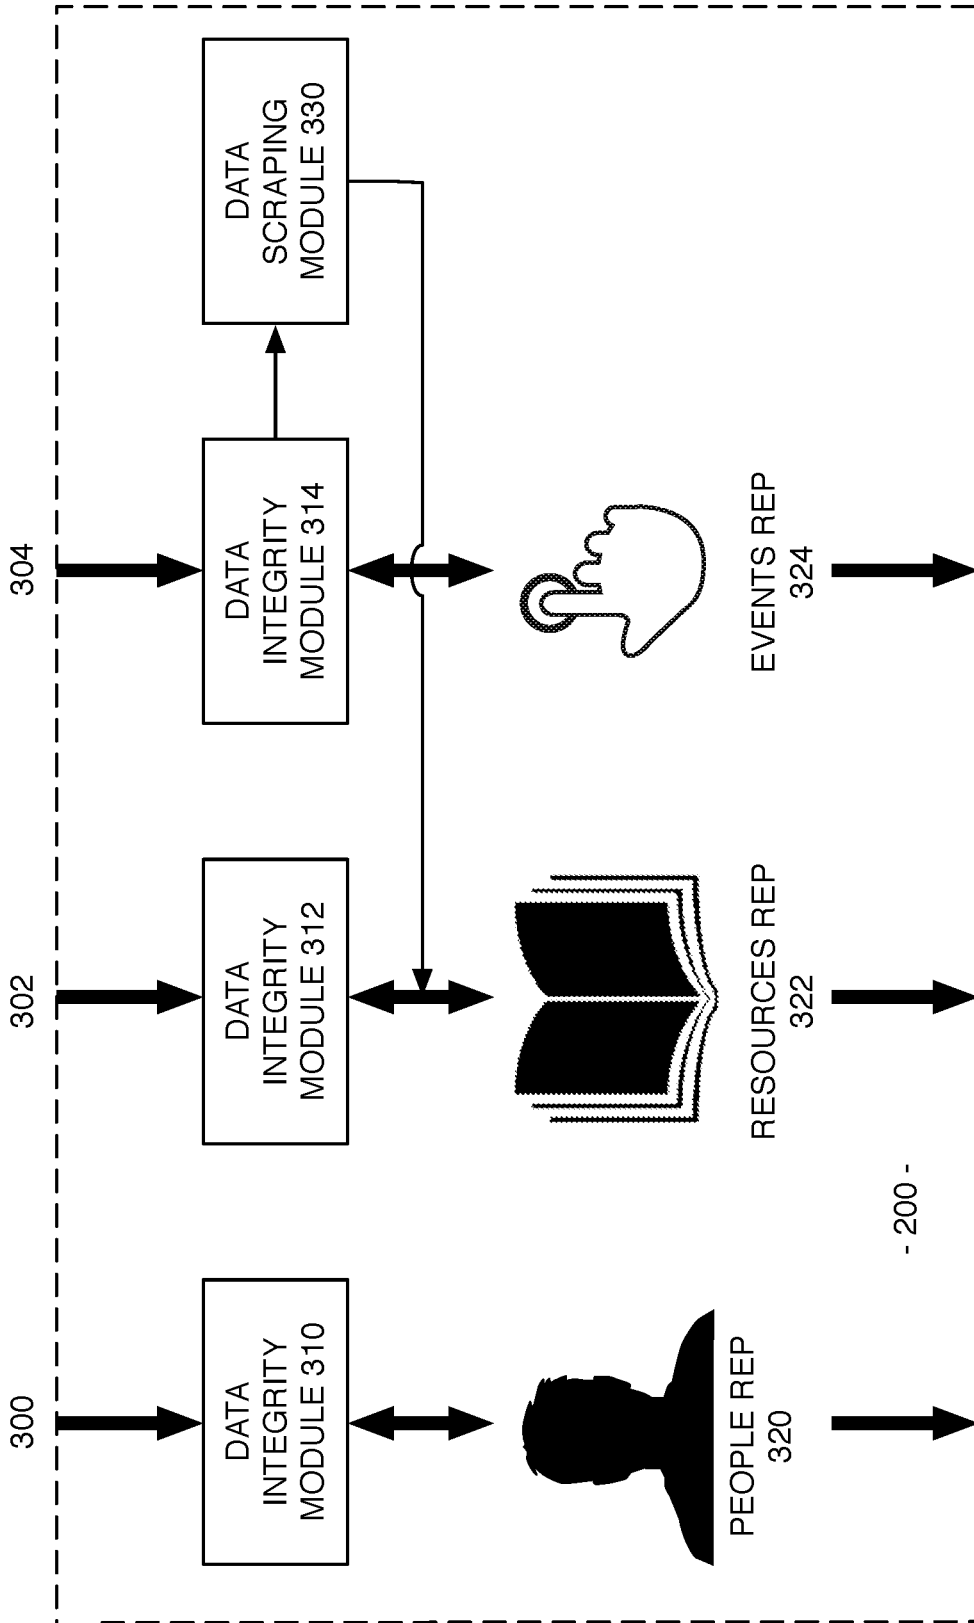 300
302
304
DATA
INTEGRITY
MODULE 310
DATA
INTEGRITY
MODULE 312
DATA
INTEGRITY
MODULE 314
DATA
SCRAPING
MODULE 330
PEOPLE REP
320
RESOURCES REP
322
EVENTS REP
324
- 200 -